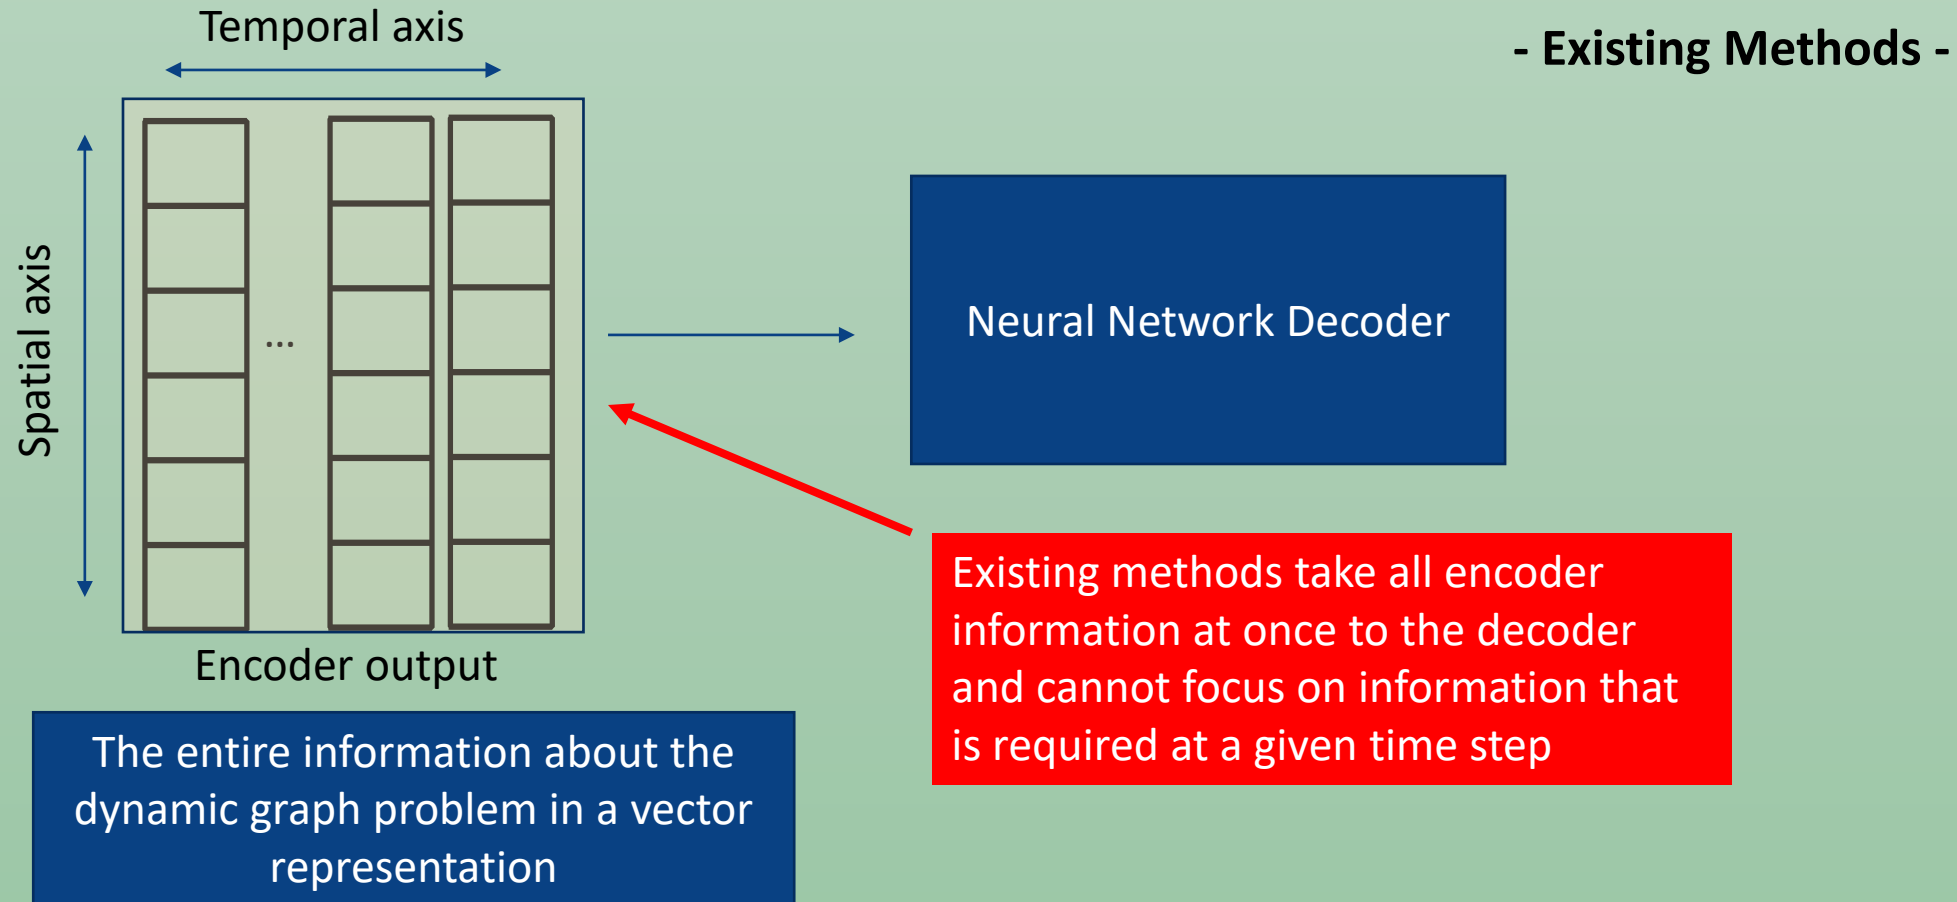 Temporal axis
- Existing Methods -
Spatial axis
...
Neural Network Decoder
Encoder output
Existing methods take all encoder
information at once to the decoder
and cannot focus on information that
is required at a given time step
The entire information about the
dynamic graph problem in a vector
representation